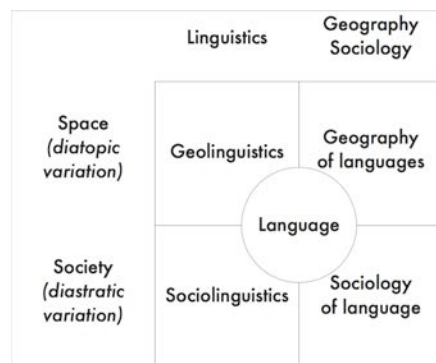 Linguistics
Geography
Sociology
Space
(diatopic
variation)
Geolinguistics
Geography
of languages
Language
Society
(diastratic
variation)
Sociolinguistics
Sociology
of language